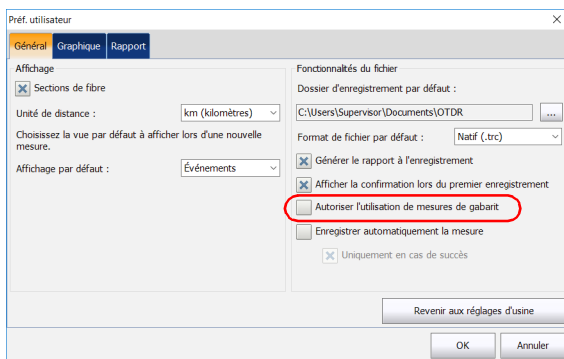 Préf. utilisateur
Général Graphique Rapport
Affichage
Sections de fibre
Unité de distance : km (kilomètres)
Choisissez la vue par défaut à afficher lors d'une nouvelle
mesure.
Affichage par défaut : Événements
Fonctionnalités du fichier
Dossier d'enregistrement par défaut :
C:\Users\Supervisor\Documents\OTDR ...
Format de fichier par défaut : Natif (.trc)
Générer le rapport à l'enregistrement
Afficher la confirmation lors du premier enregistrement
Autoriser l'utilisation de mesures de gabarit
Enregistrer automatiquement la mesure
Uniquement en cas de succès
Revenir aux réglages d'usine
OK Annuler